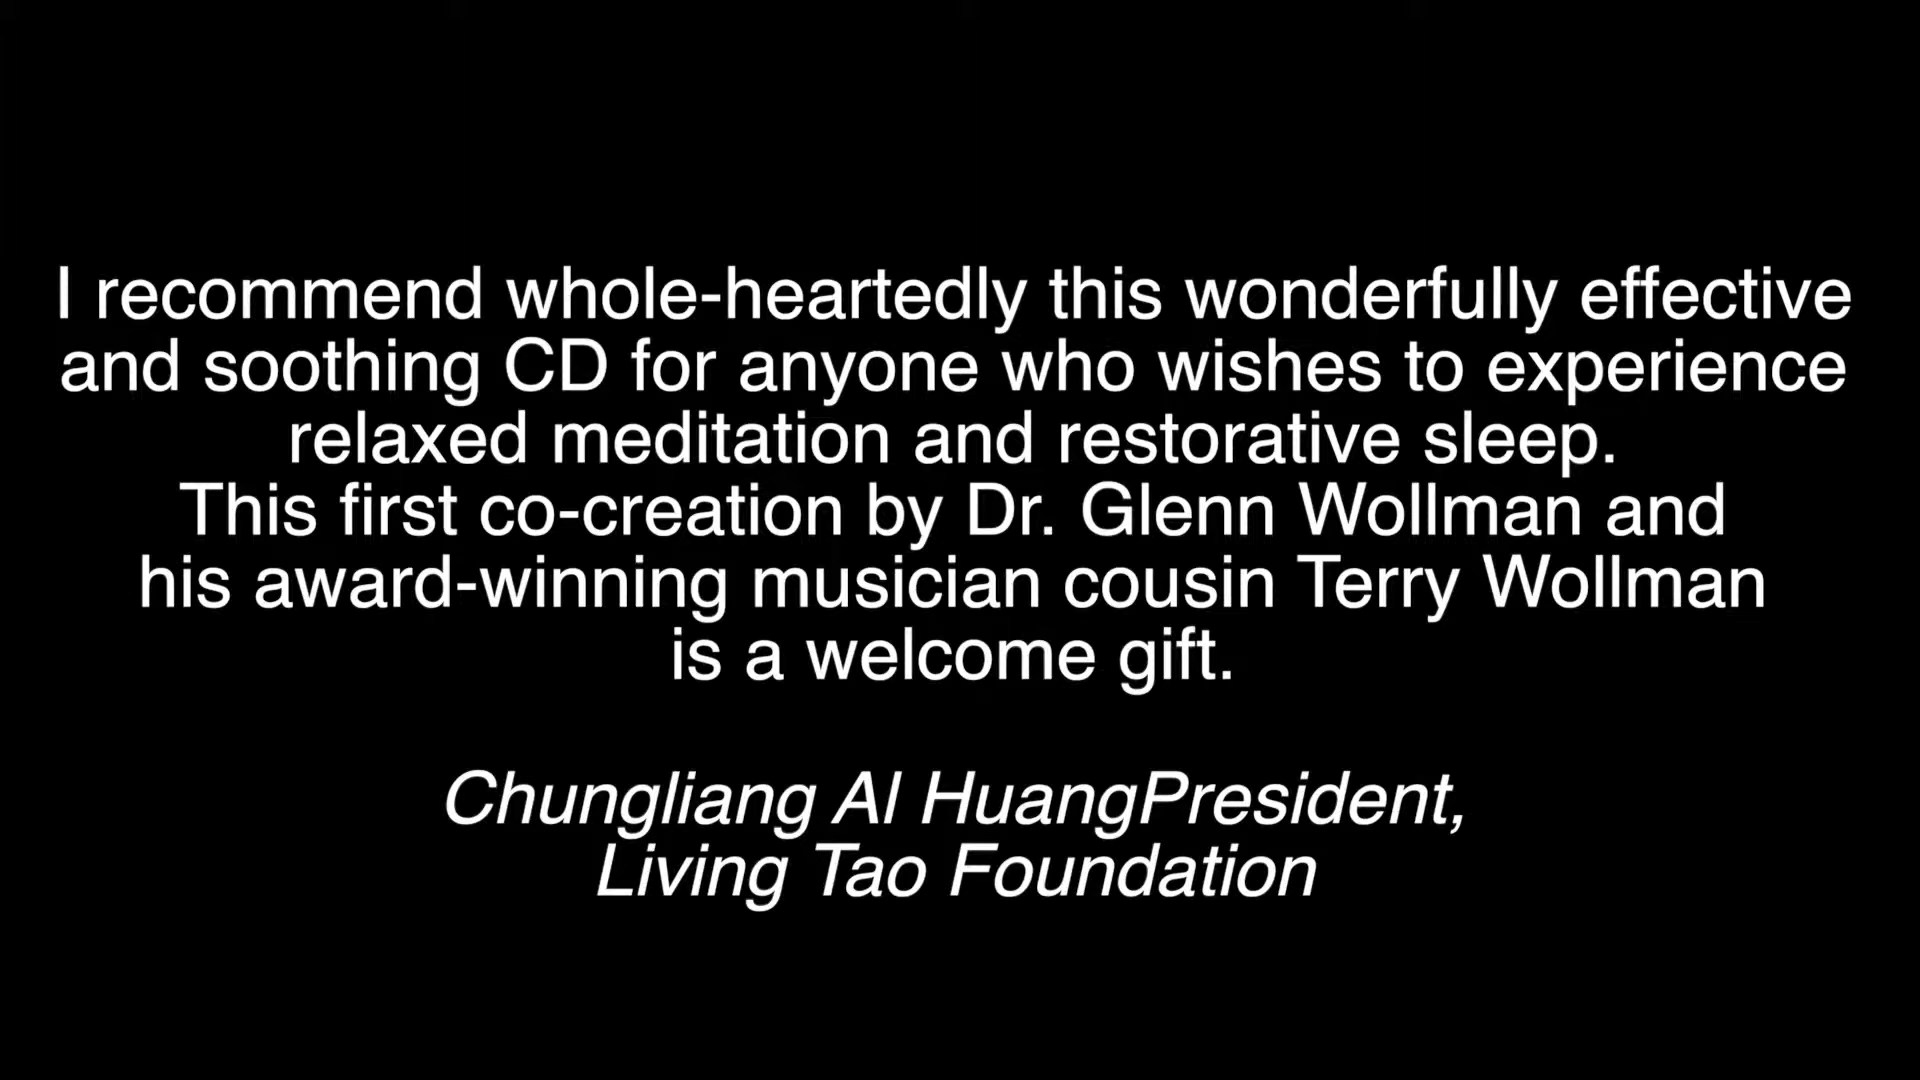 I recommend whole-heartedly this wonderfully effective
and soothing CD for anyone who wishes to experience
relaxed meditation and restorative sleep.
This first co-creation by Dr. Glenn Wollman and
his award-winning musician cousin Terry Wollman
is a welcome gift.
Chungliang Al HuangPresident,
Living Tao Foundation